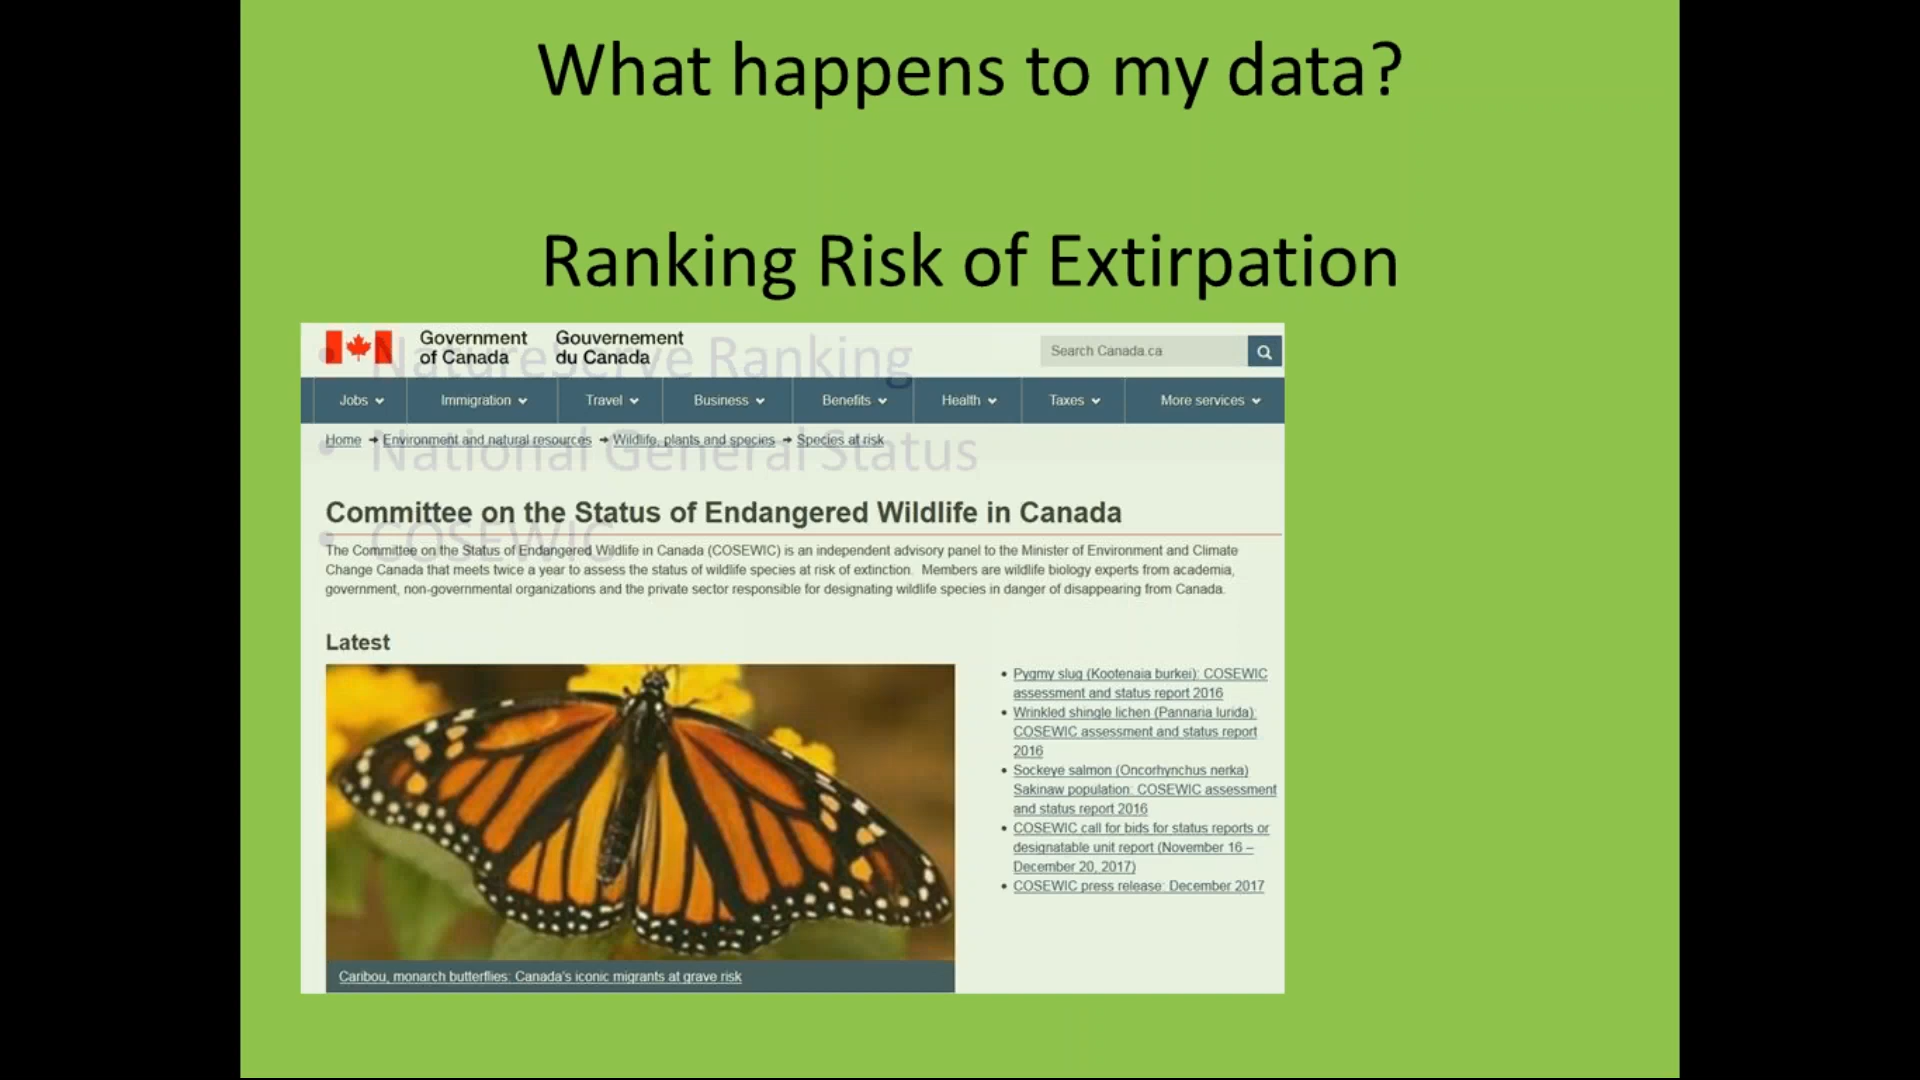 What happens to my data?
Ranking Risk of Extirpation
Government of Canada
Gouvernement du Canada
Search Canada.ca
• NatureServe Ranking
Jobs Immigration Travel Business Benefits Health Taxes More services
Home → Environment and natural resources → Wildlife, plants and species → Species at risk
• National General Status
Committee on the Status of Endangered Wildlife in Canada
• COSEWIC
The Committee on the Status of Endangered Wildlife in Canada (COSEWIC) is an independent advisory panel to the Minister of Environment and Climate
Change Canada that meets twice a year to assess the status of wildlife species at risk of extinction. Members are wildlife biology experts from academia,
government, non-governmental organizations and the private sector responsible for designating wildlife species in danger of disappearing from Canada.
Latest
• Pygmy slug (Kootenaia burkei): COSEWIC
assessment and status report 2016
• Wrinkled shingle lichen (Pannaria lurida):
COSEWIC assessment and status report
2016
• Sockeye salmon (Oncorhynchus nerka)
Sakinaw population: COSEWIC assessment
and status report 2016
• COSEWIC call for bids for status reports or
designatable unit report (November 16 –
December 20, 2017)
• COSEWIC press release: December 2017
Caribou, monarch butterflies: Canada's iconic migrants at grave risk